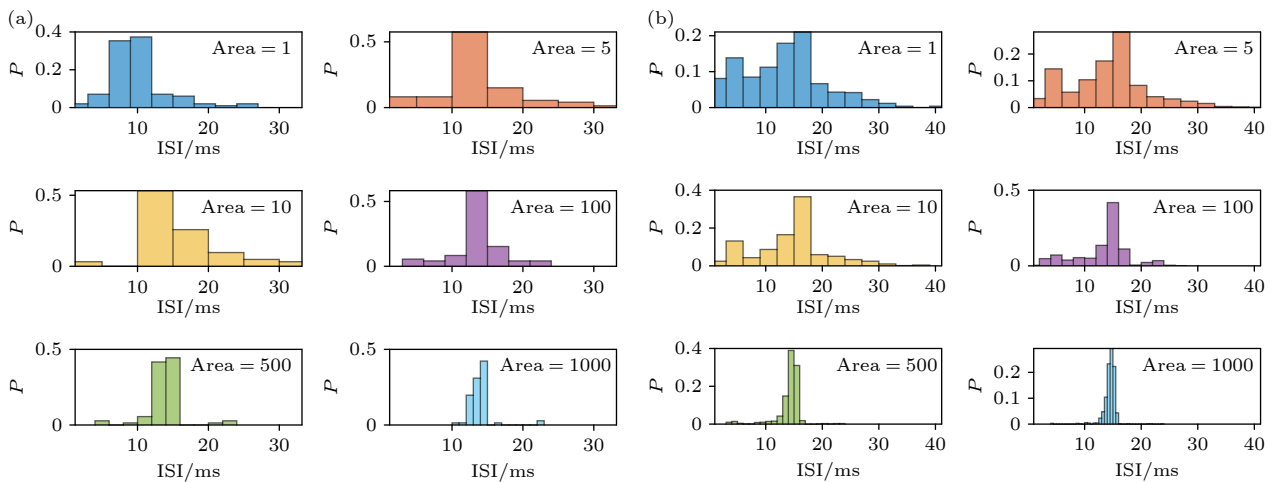 (a)
0.4
0.2
0
P
Area = 1
10 20 30
ISI/ms
0.5
0
P
Area = 5
10 20 30
ISI/ms
0.5
0
P
Area = 10
10 20 30
ISI/ms
0.5
0
P
Area = 100
10 20 30
ISI/ms
0.5
0
P
Area = 500
10 20 30
ISI/ms
0.5
0
P
Area = 1000
10 20 30
ISI/ms
(b)
0.2
0.1
0
P
Area = 1
10 20 30 40
ISI/ms
0.2
0.1
0
P
Area = 5
10 20 30 40
ISI/ms
0.4
0.2
0
P
Area = 10
10 20 30 40
ISI/ms
0.5
0
P
Area = 100
10 20 30 40
ISI/ms
0.4
0.2
0
P
Area = 500
10 20 30 40
ISI/ms
0.2
0.1
0
P
Area = 1000
10 20 30 40
ISI/ms